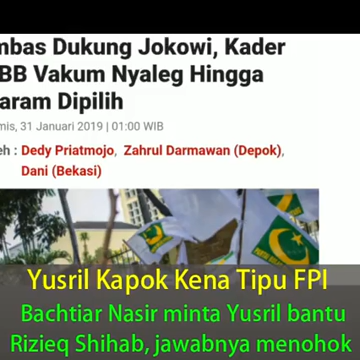 mbas Dukung Jokowi, Kader
BB Vakum Nyaleg Hingga
aram Dipilih
mis, 31 Januari 2019 | 01:00 WIB
eh : Dedy Priatmojo, Zahrul Darmawan (Depok),
Dani (Bekasi)
Yusril Kapok Kena Tipu FPI
Bachtiar Nasir minta Yusril bantu
Rizieq Shihab, jawabnya menohok